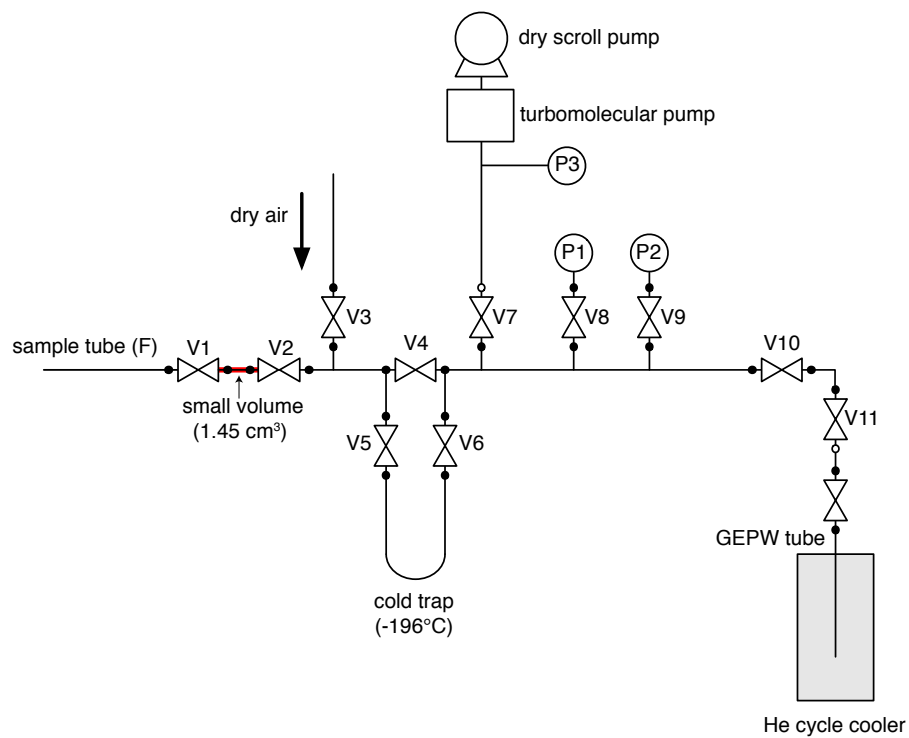 dry scroll pump
turbomolecular pump
P3
dry air
P1
P2
V3
V7
V8
V9
sample tube (F)
V1
V2
V4
V10
small volume
(1.45 cm³)
V5
V6
V11
GEPW tube
cold trap
(-196°C)
He cycle cooler